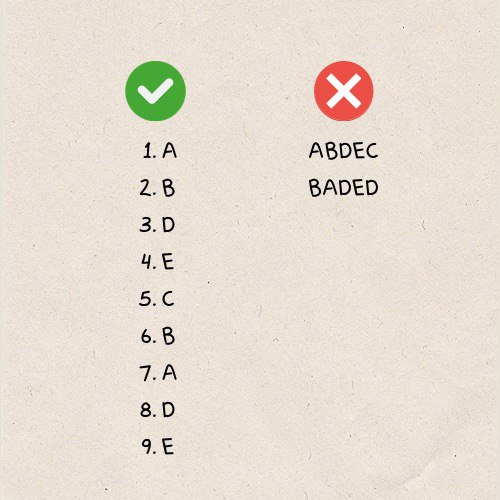 1. A
2. B
3. D
4. E
5. C
6. B
7. A
8. D
9. E
ABDEC
BADED